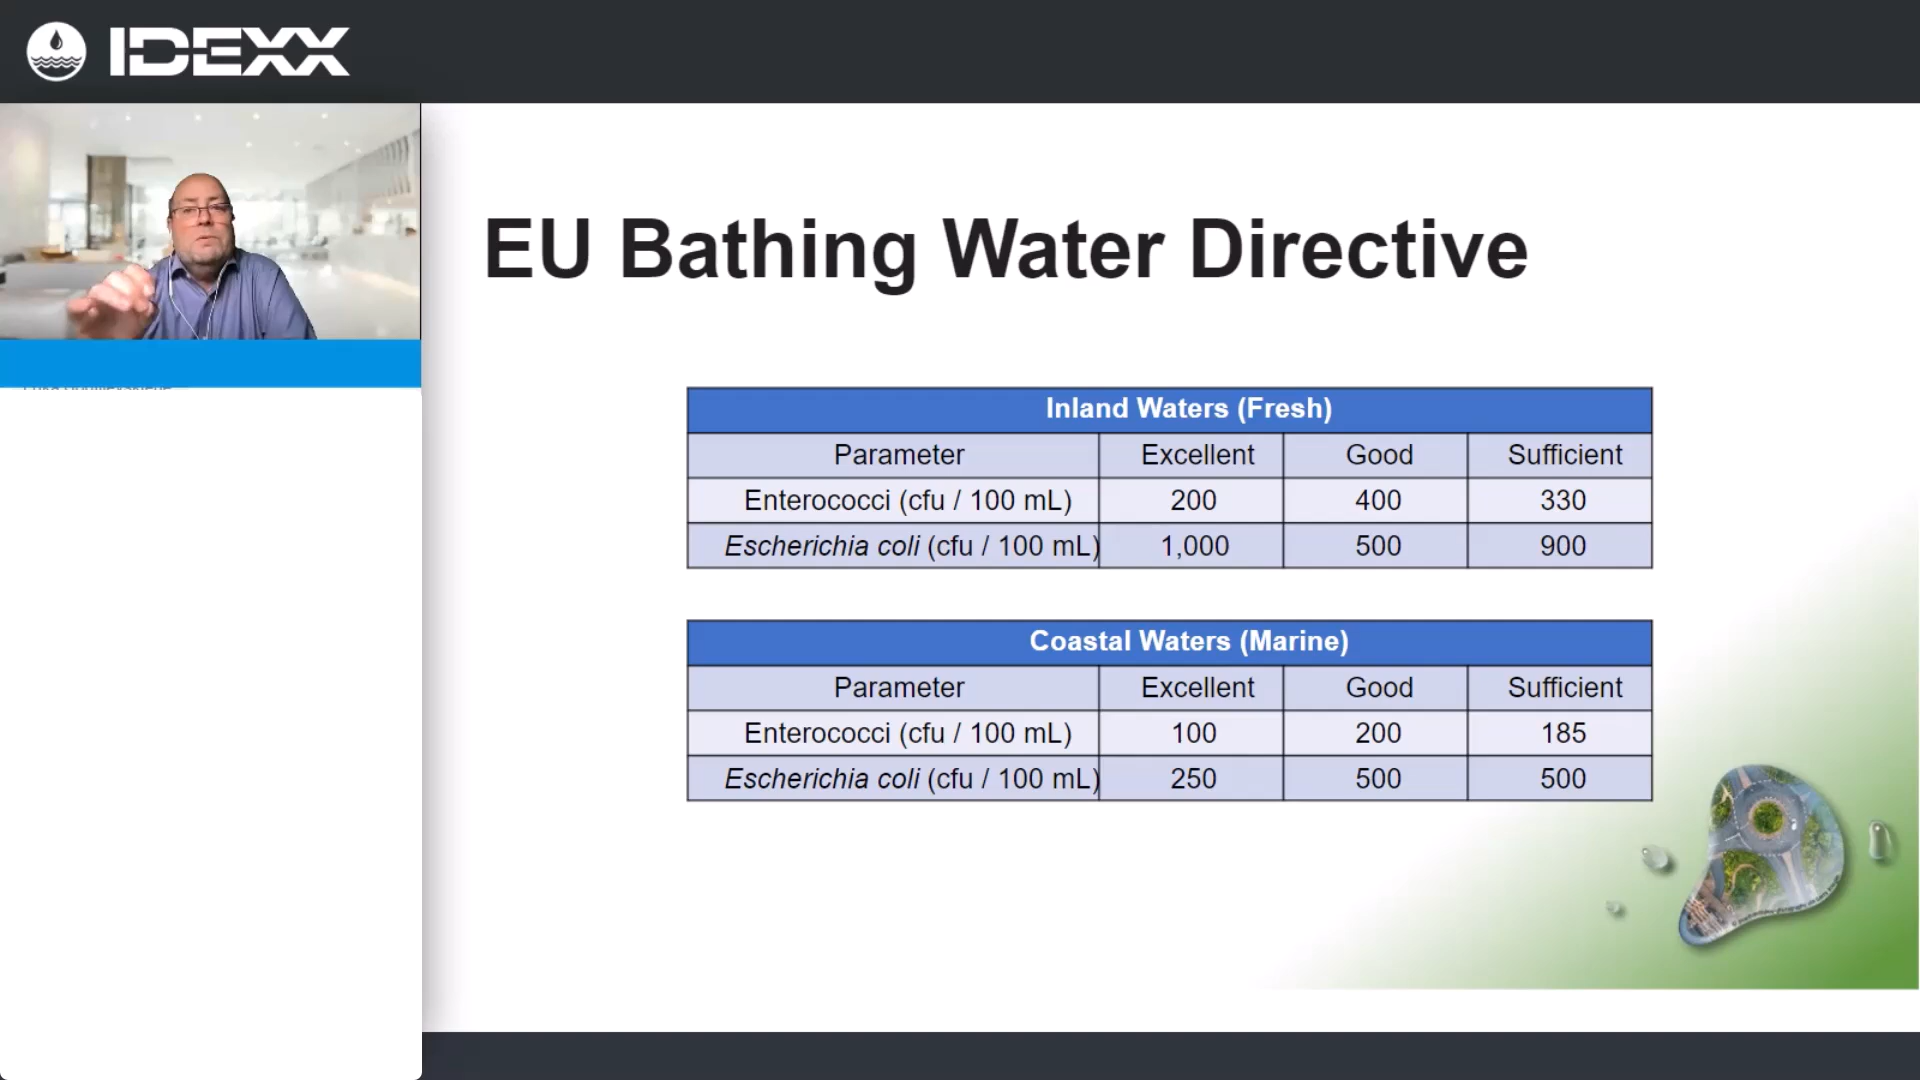 IDEXX
EU Bathing Water Directive
Inland Waters (Fresh)
Parameter Excellent Good Sufficient
Enterococci (cfu / 100 mL) 200 400 330
Escherichia coli (cfu / 100 mL) 1,000 500 900
Coastal Waters (Marine)
Parameter Excellent Good Sufficient
Enterococci (cfu / 100 mL) 100 200 185
Escherichia coli (cfu / 100 mL) 250 500 500